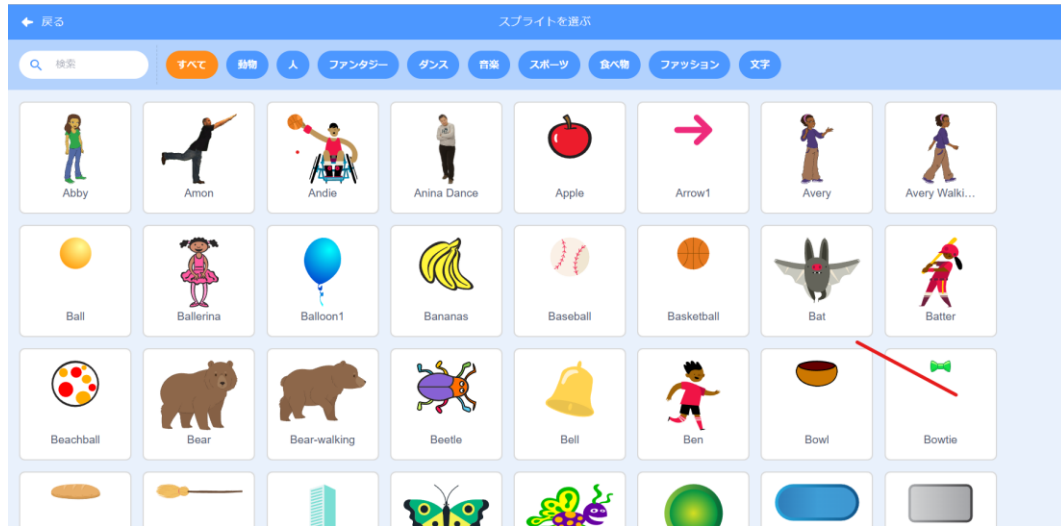 戻る
スプライトを選ぶ
検索
すべて 動物 人 ファンタジー ダンス 音楽 スポーツ 食べ物 ファッション 文字
Abby Amon Andie Anina Dance Apple Arrow1 Avery Avery Walki...
Ball Ballerina Balloon1 Bananas Baseball Basketball Bat Batter
Beachball Bear Bear-walking Beetle Bell Ben Bowl Bowtie